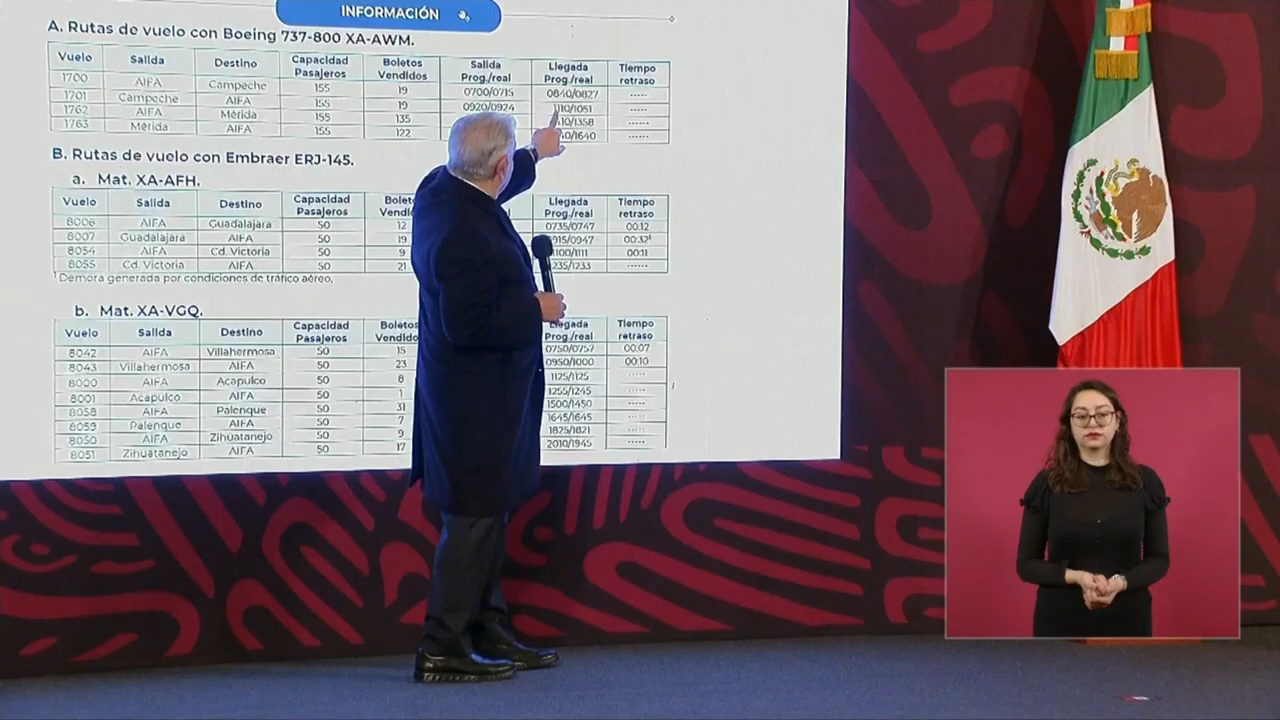 INFORMACIÓN
A. Rutas de vuelo con Boeing 737-800 XA-AWM.
Vuelo Salida Destino Capacidad Pasajeros Boletos Vendidos Salida Prog./real Llegada Prog./real Tiempo retraso
1700 AIFA Campeche 155 19 0700/0715 0840/0827 -----
1701 Campeche AIFA 155 19 0920/0924 1110/1051 -----
1762 AIFA Mérida 155 135 -----
1763 Mérida AIFA 155 122 -----
B. Rutas de vuelo con Embraer ERJ-145.
a. Mat. XA-AFH.
Vuelo Salida Destino Capacidad Pasajeros Llegada Prog./real Tiempo retraso
8006 AIFA Guadalajara 50 12 0735/0747 00:12
8007 Guadalajara AIFA 50 19 00:32¹
8054 AIFA Cd. Victoria 50 9 00:11
8055 Cd. Victoria AIFA 50 21 -----
¹ Demora generada por condiciones de tráfico aéreo.
b. Mat. XA-VGQ.
Vuelo Salida Destino Capacidad Pasajeros Boletos Vendidos Llegada Prog./real Tiempo retraso
8042 AIFA Villahermosa 50 15 0750/0757 00:07
8043 Villahermosa AIFA 50 23 0950/1000 00:10
8000 AIFA Acapulco 50 8 1125/1125 -----
8001 Acapulco AIFA 50 1 1255/1245 -----
8058 AIFA Palenque 50 31 1500/1450 -----
8059 Palenque AIFA 50 7 1645/1645 -----
8050 AIFA Zihuatanejo 50 9 1825/1821 -----
8051 Zihuatanejo AIFA 50 17 2010/1945 -----